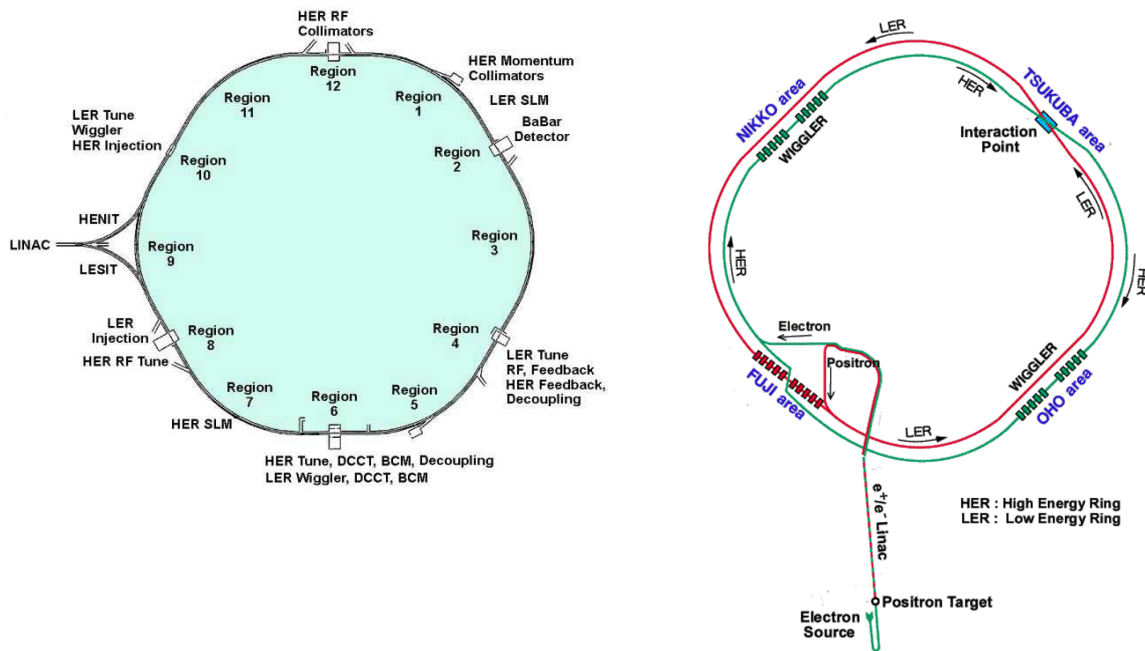 HER RF
Collimators
Region
12
HER Momentum
Collimators
Region
1
LER SLM
BaBar
Detector
Region
2
Region
3
Region
4
LER Tune
RF, Feedback
HER Feedback,
Decoupling
Region
5
Region
6
HER Tune, DCCT, BCM, Decoupling
LER Wiggler, DCCT, BCM
Region
7
HER SLM
Region
8
LER
Injection
HER RF Tune
Region
9
HENIT
LINAC
LESIT
Region
10
LER Tune
Wiggler
HER Injection
Region
11
LER
HER
NIKKO area
WIGGLER
TSUKUBA area
Interaction
Point
LER
HER
HER
Electron
Positron
FUJI area
WIGGLER
OHO area
LER
e+/e- Linac
HER : High Energy Ring
LER : Low Energy Ring
Positron Target
Electron
Source